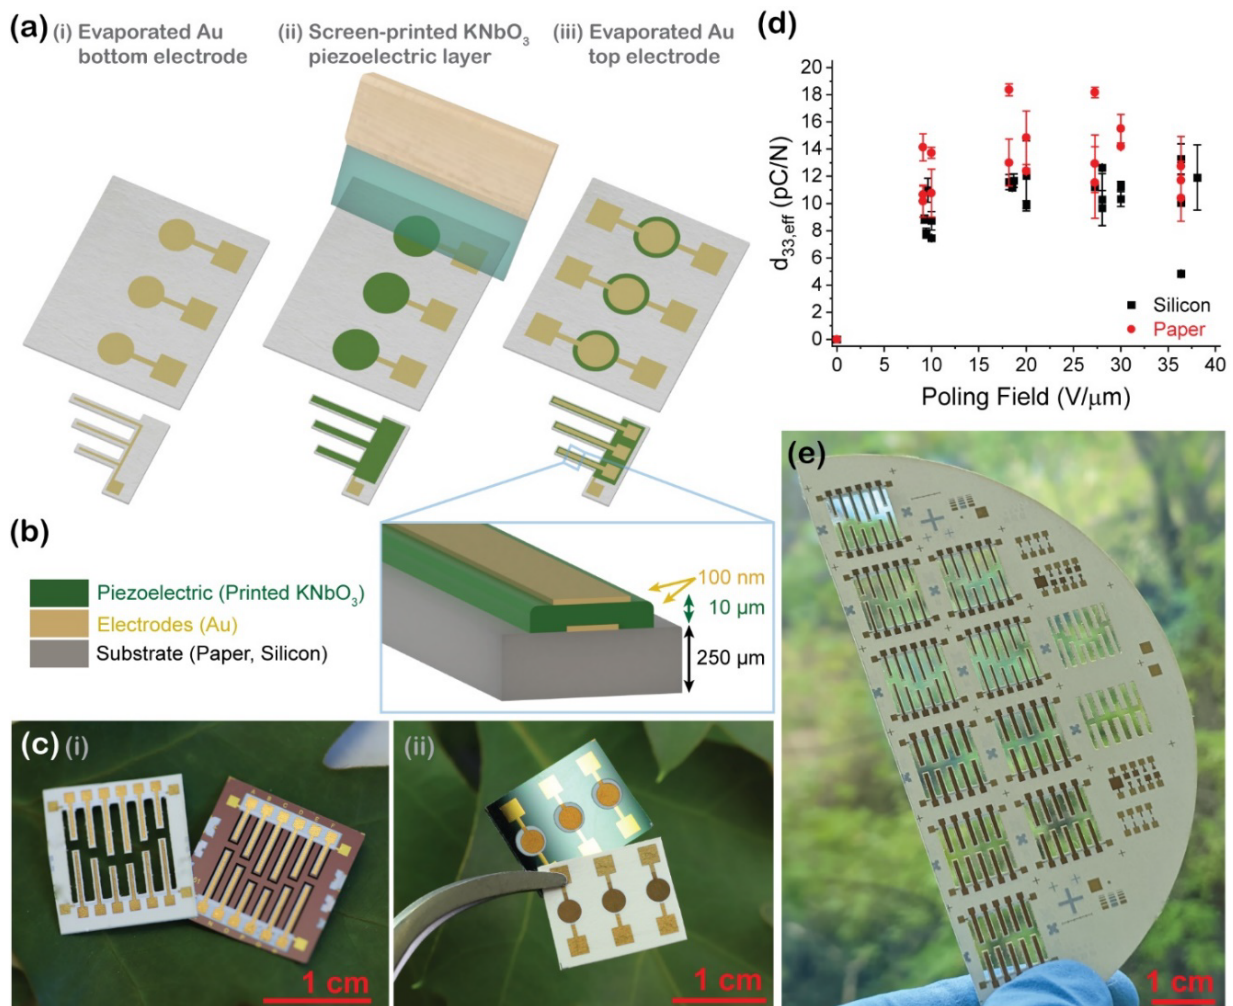 (a) (i) Evaporated Au
bottom electrode
(ii) Screen-printed KNbO₃
piezoelectric layer
(iii) Evaporated Au
top electrode
(b)
Piezoelectric (Printed KNbO₃)
Electrodes (Au)
Substrate (Paper, Silicon)
100 nm
10 μm
250 μm
(c) (i)
1 cm
(ii)
1 cm
(d)
d33,eff (pC/N)
20
18
16
14
12
10
8
6
4
2
0
Silicon
Paper
0 5 10 15 20 25 30 35 40
Poling Field (V/μm)
(e)
1 cm